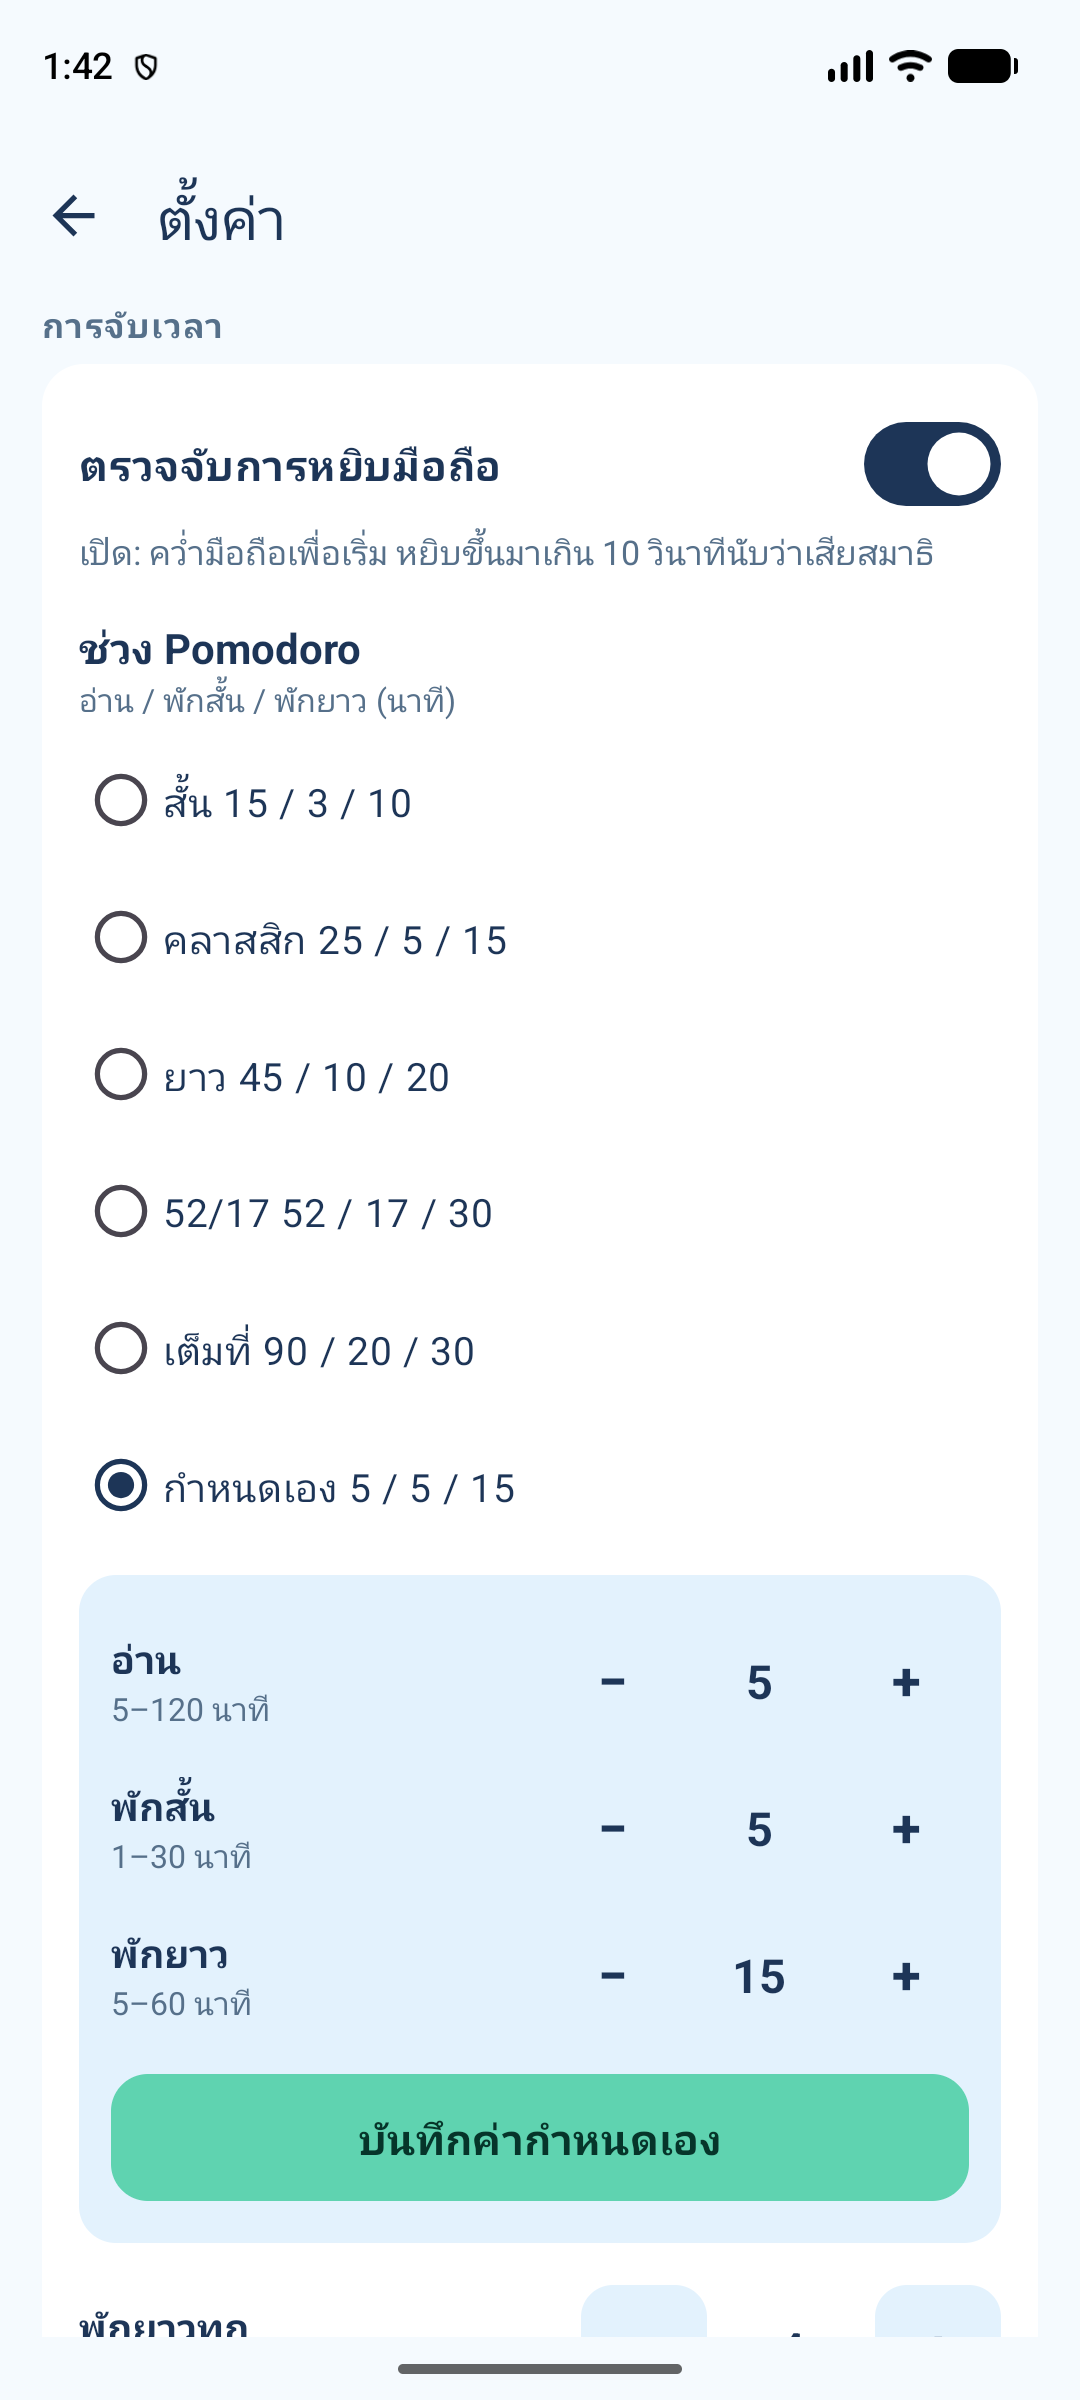 1:42
ตั้งค่า
การจับเวลา
ตรวจจับการหยิบมือถือ
เปิด: คว่ำมือถือเพื่อเริ่ม หยิบขึ้นมาเกิน 10 วินาทีนับว่าเสียสมาธิ
ช่วง Pomodoro
อ่าน / พักสั้น / พักยาว (นาที)
สั้น 15 / 3 / 10
คลาสสิก 25 / 5 / 15
ยาว 45 / 10 / 20
52/17 52 / 17 / 30
เต็มที่ 90 / 20 / 30
กำหนดเอง 5 / 5 / 15
อ่าน − 5 +
5–120 นาที
พักสั้น − 5 +
1–30 นาที
พักยาว − 15 +
5–60 นาที
บันทึกค่ากำหนดเอง
พักยาวทุก